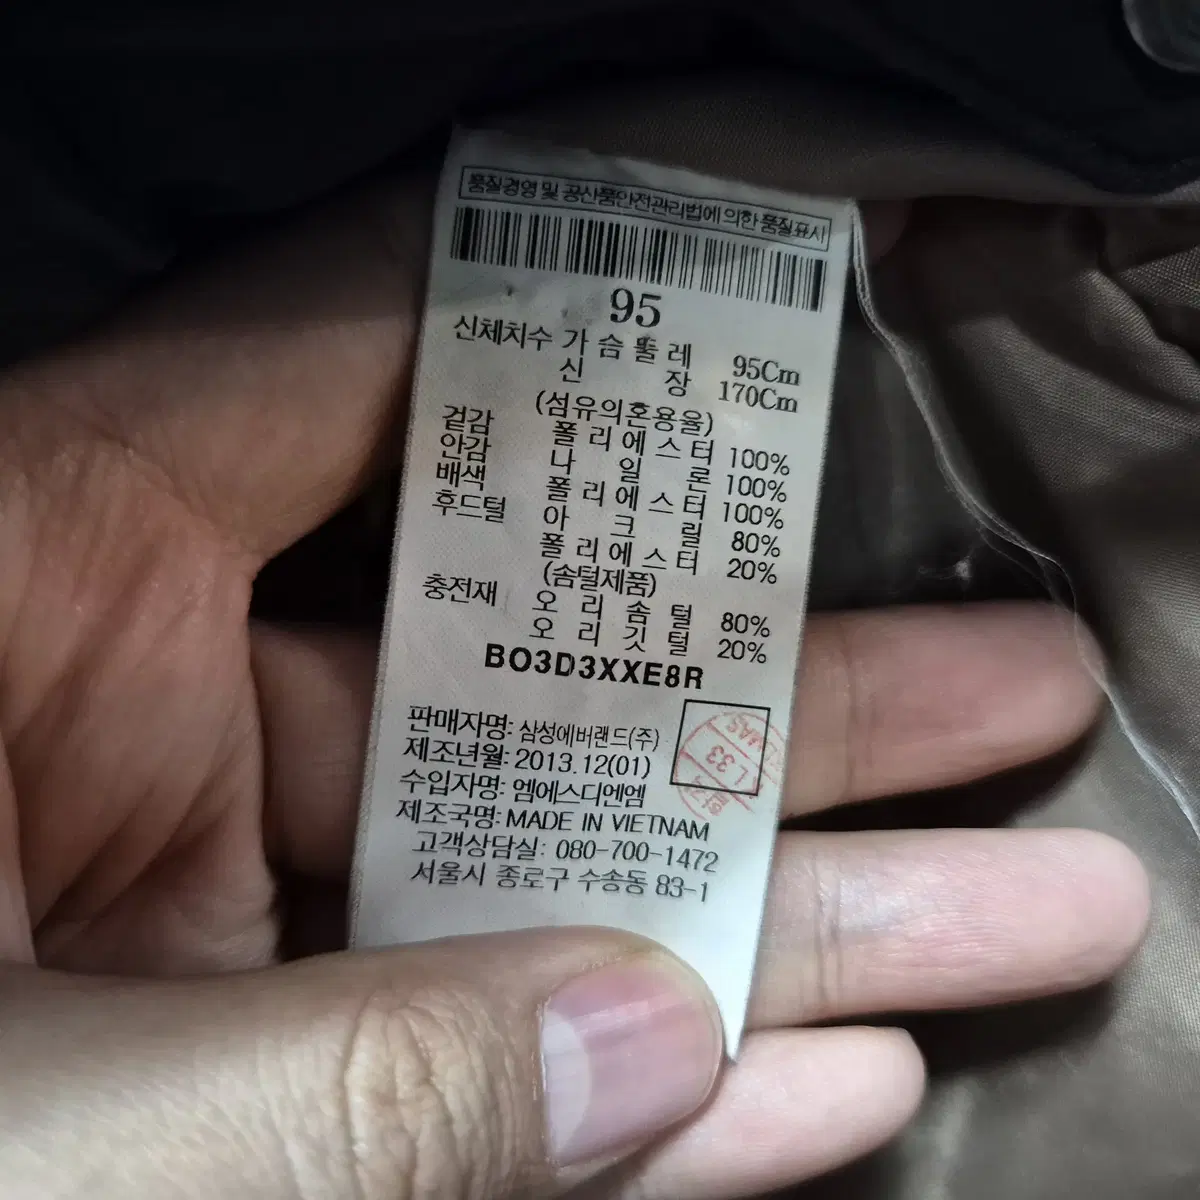 품질경영 및 공산품안전관리법에 의한 품질표시
95
신체치수 가슴둘레 95Cm
신장 170Cm
(섬유의혼용율)
겉감 폴리에스터 100%
안감 나일론 100%
배색 폴리에스터 100%
후드털 아크릴 80%
폴리에스터 20%
(솜털제품)
충전재 오리솜털 80%
오리깃털 20%
BO3D3XXE8R
판매자명: 삼성에버랜드(주)
제조년월: 2013.12(01)
수입자명: 엠에스디엔엠
제조국명: MADE IN VIETNAM
고객상담실: 080-700-1472
서울시 종로구 수송동 83-1
L 33